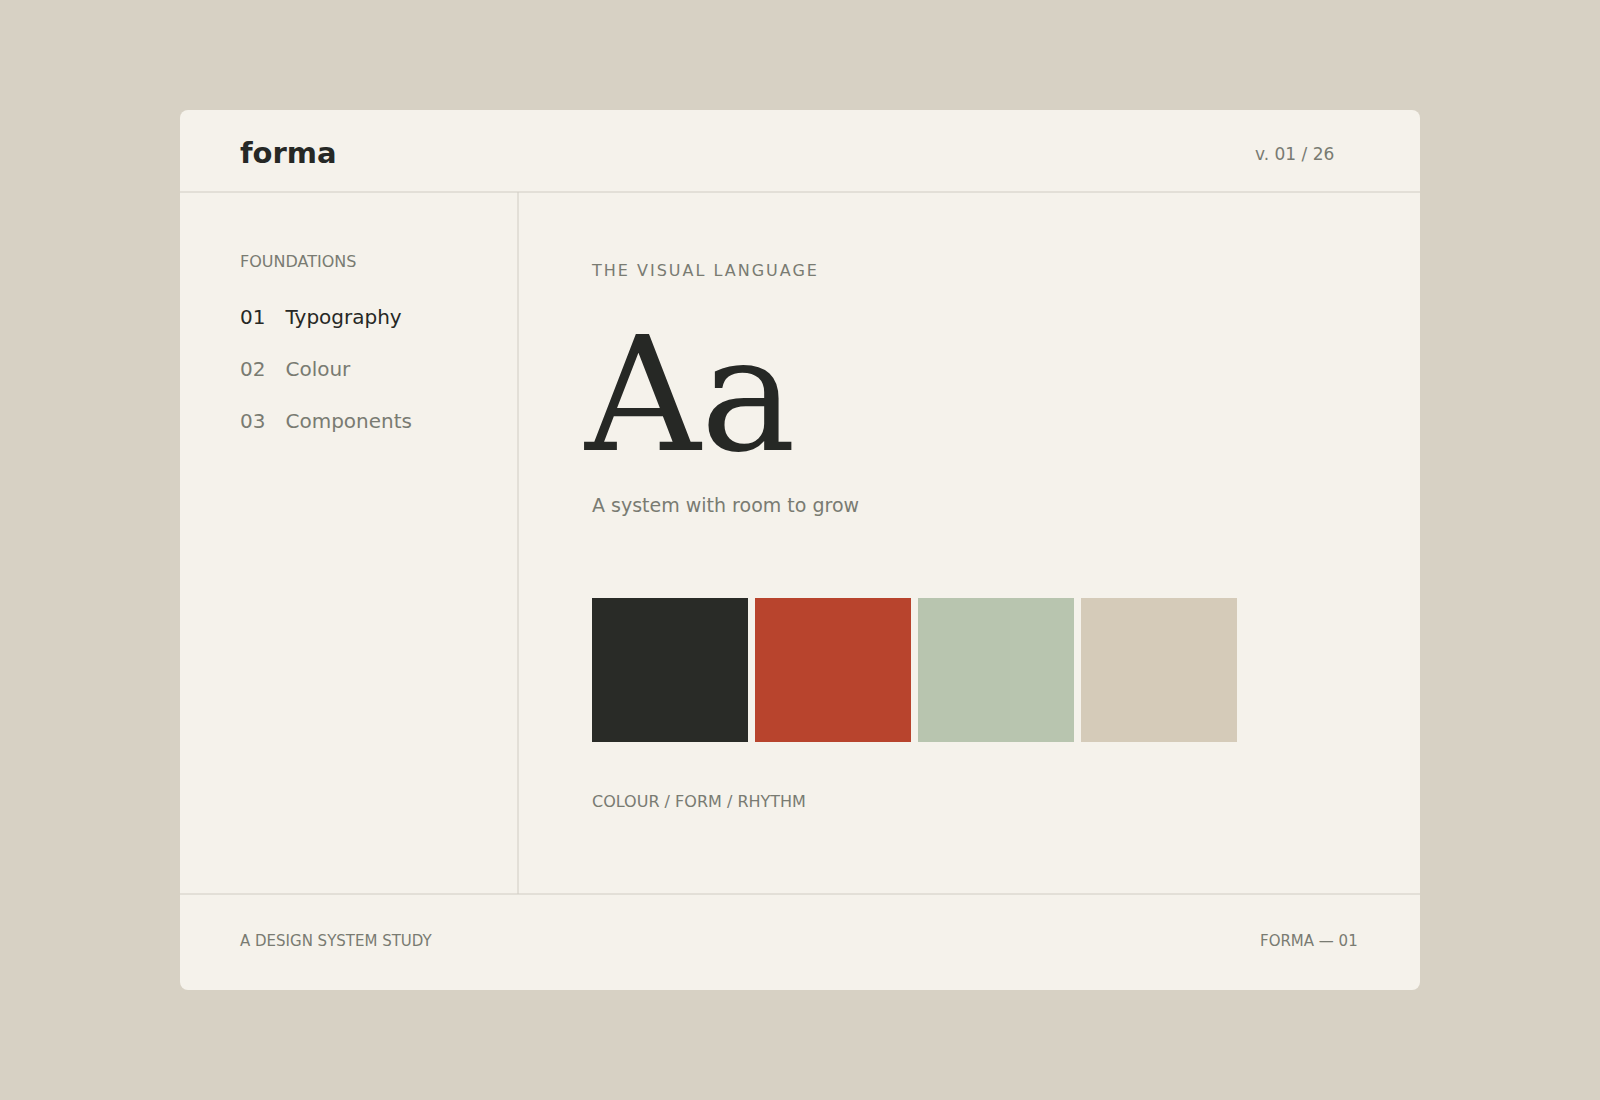 forma
v. 01 / 26
FOUNDATIONS
01 Typography
02 Colour
03 Components
THE VISUAL LANGUAGE
Aa
A system with room to grow
COLOUR / FORM / RHYTHM
A DESIGN SYSTEM STUDY
FORMA — 01